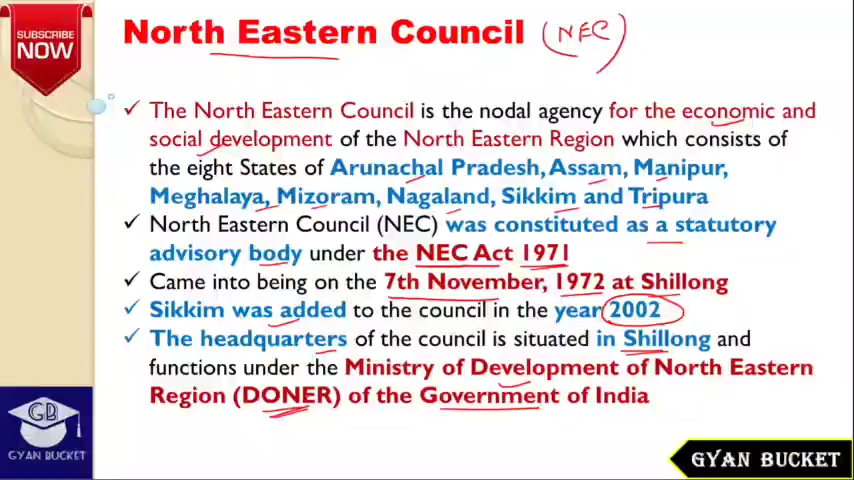 SUBSCRIBE
NOW
North Eastern Council (NEC)
✓ The North Eastern Council is the nodal agency for the economic and
social development of the North Eastern Region which consists of
the eight States of Arunachal Pradesh, Assam, Manipur,
Meghalaya, Mizoram, Nagaland, Sikkim and Tripura
✓ North Eastern Council (NEC) was constituted as a statutory
advisory body under the NEC Act 1971
✓ Came into being on the 7th November, 1972 at Shillong
✓ Sikkim was added to the council in the year 2002
✓ The headquarters of the council is situated in Shillong and
functions under the Ministry of Development of North Eastern
Region (DONER) of the Government of India
GB
GYAN BUCKET
GYAN BUCKET